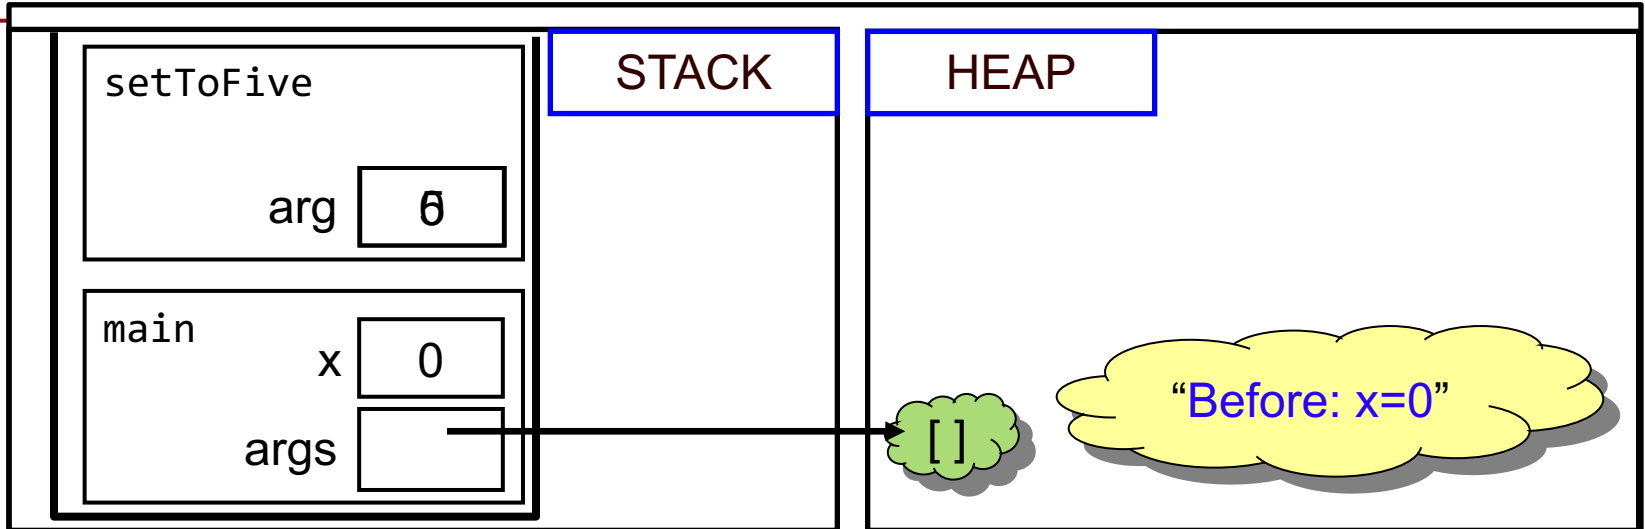 setToFive
STACK
HEAP
arg
main
x 0
args
[]
“Before: x=0”